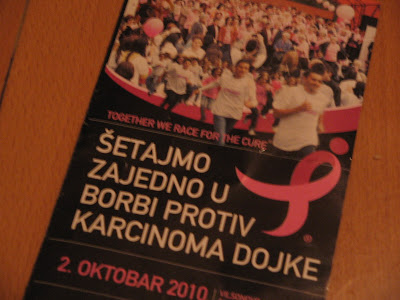 TOGETHER WE RACE FOR THE CURE
ŠETAJMO
ZAJEDNO U
BORBI PROTIV
KARCINOMA DOJKE
®
2. OKTOBAR 2010 |